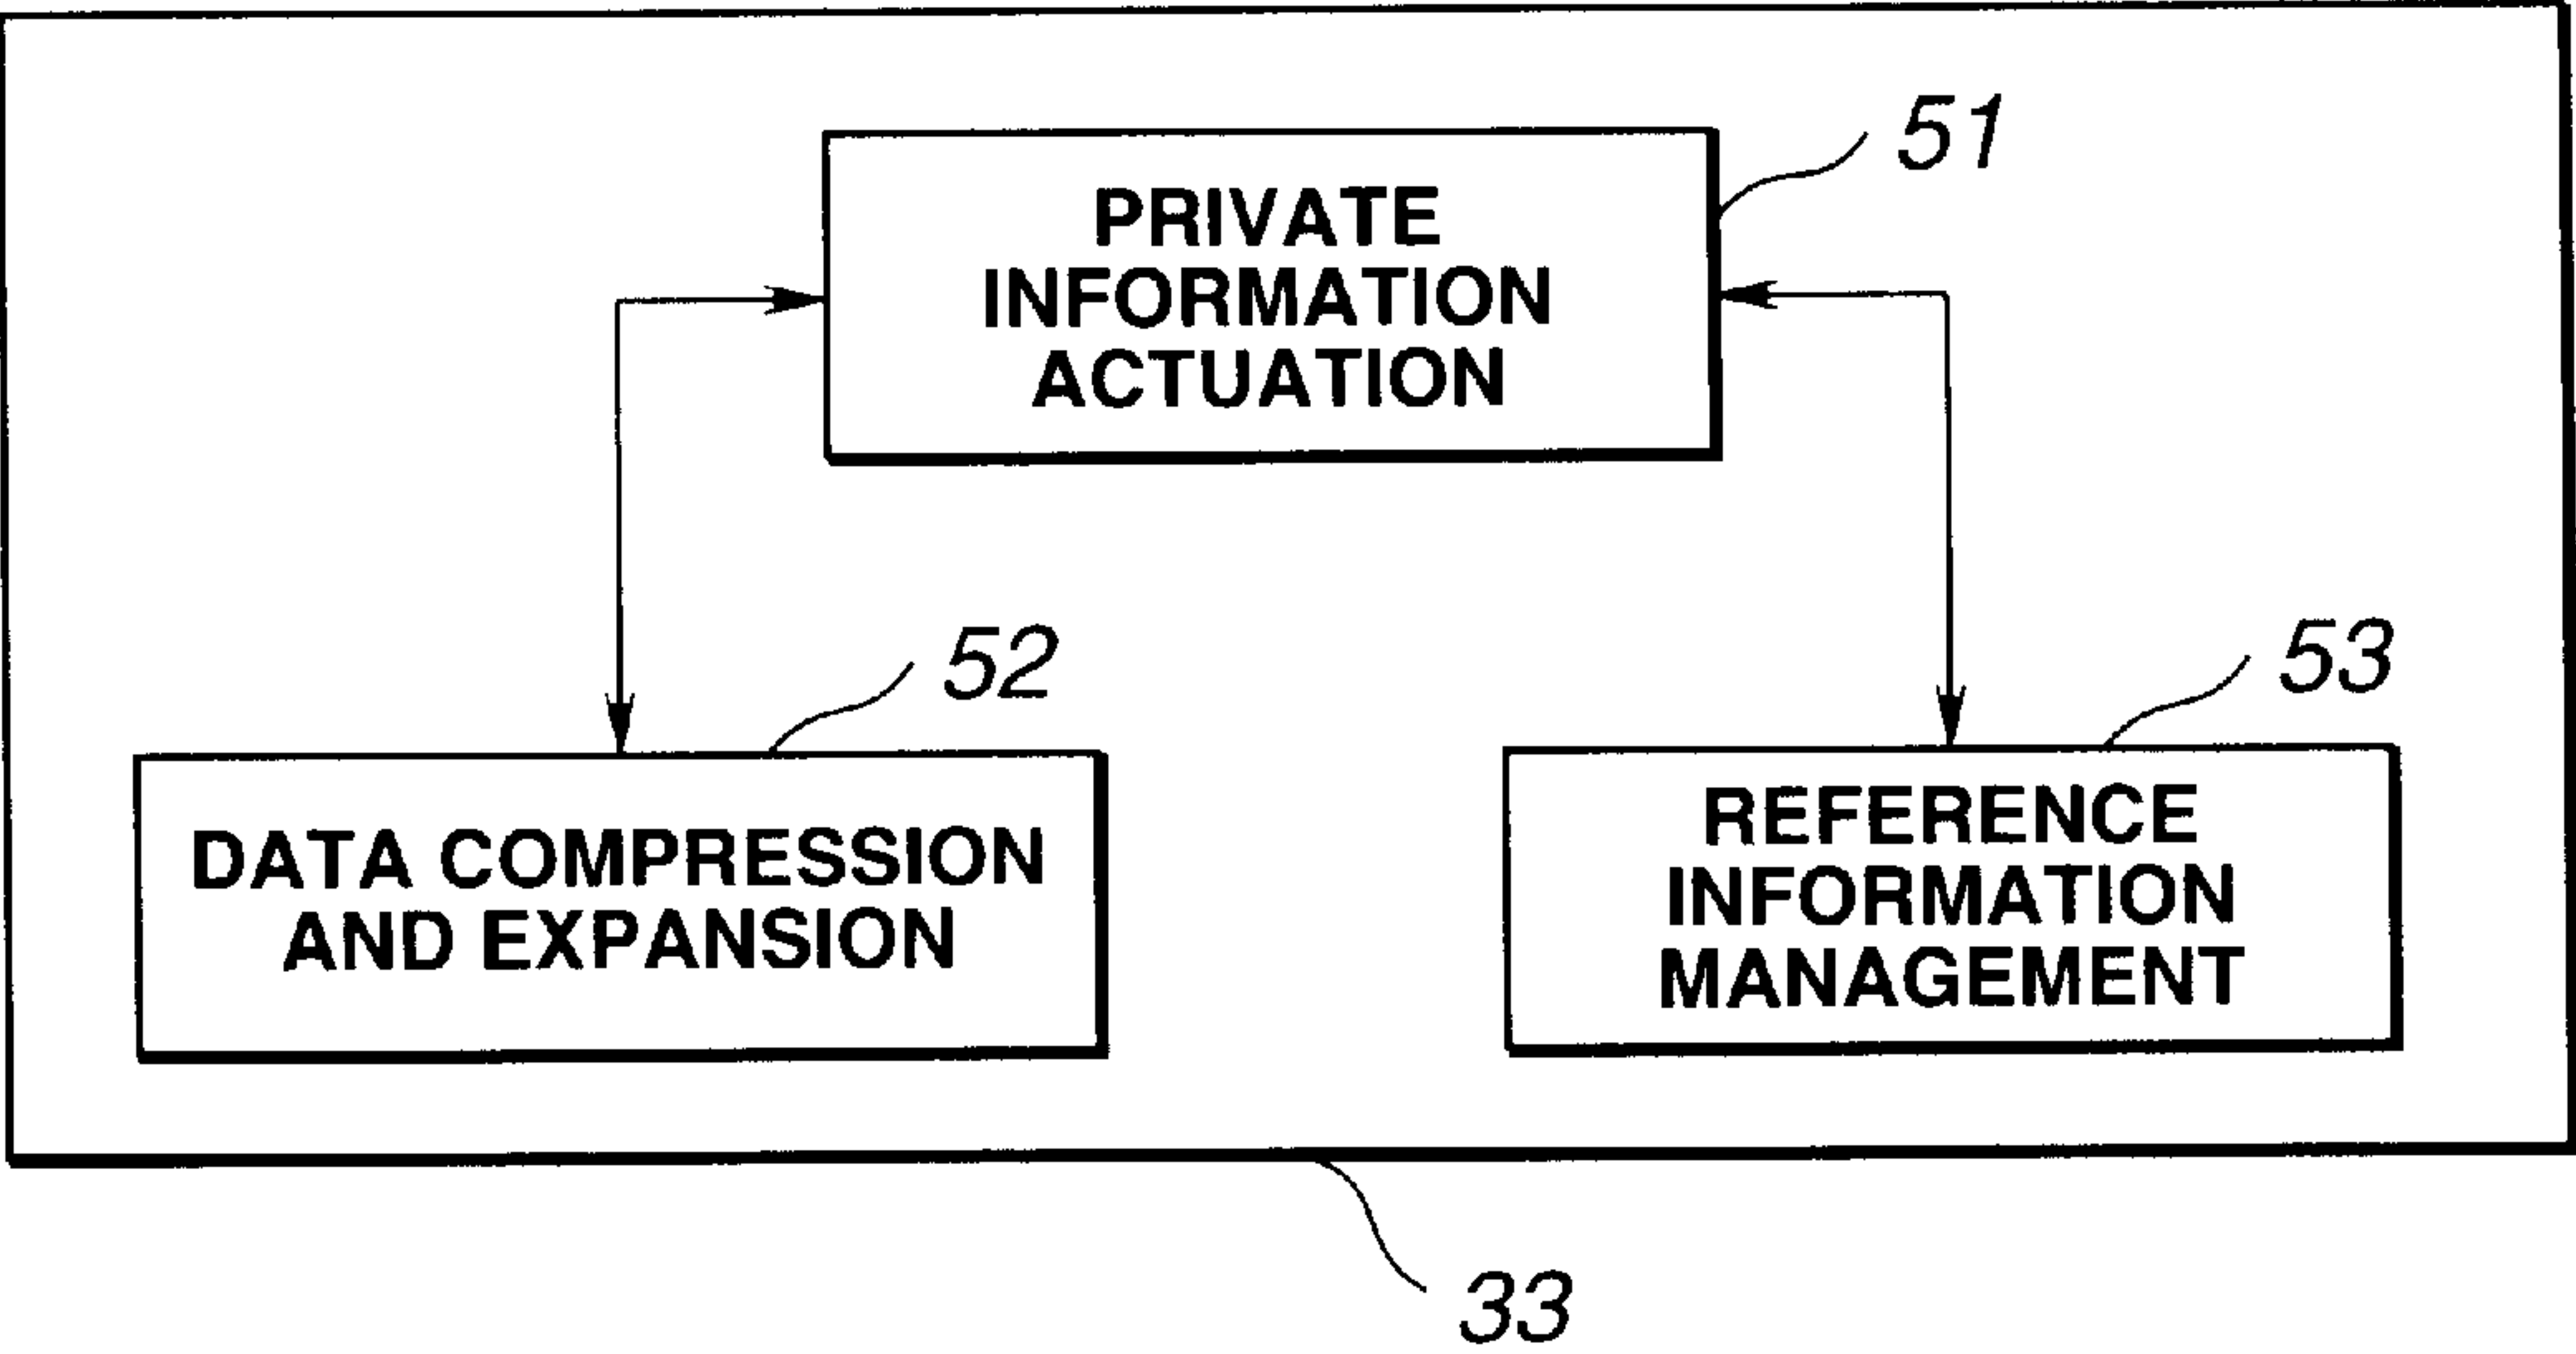 51
PRIVATE
INFORMATION
ACTUATION
52
53
DATA COMPRESSION
AND EXPANSION
REFERENCE
INFORMATION
MANAGEMENT
33